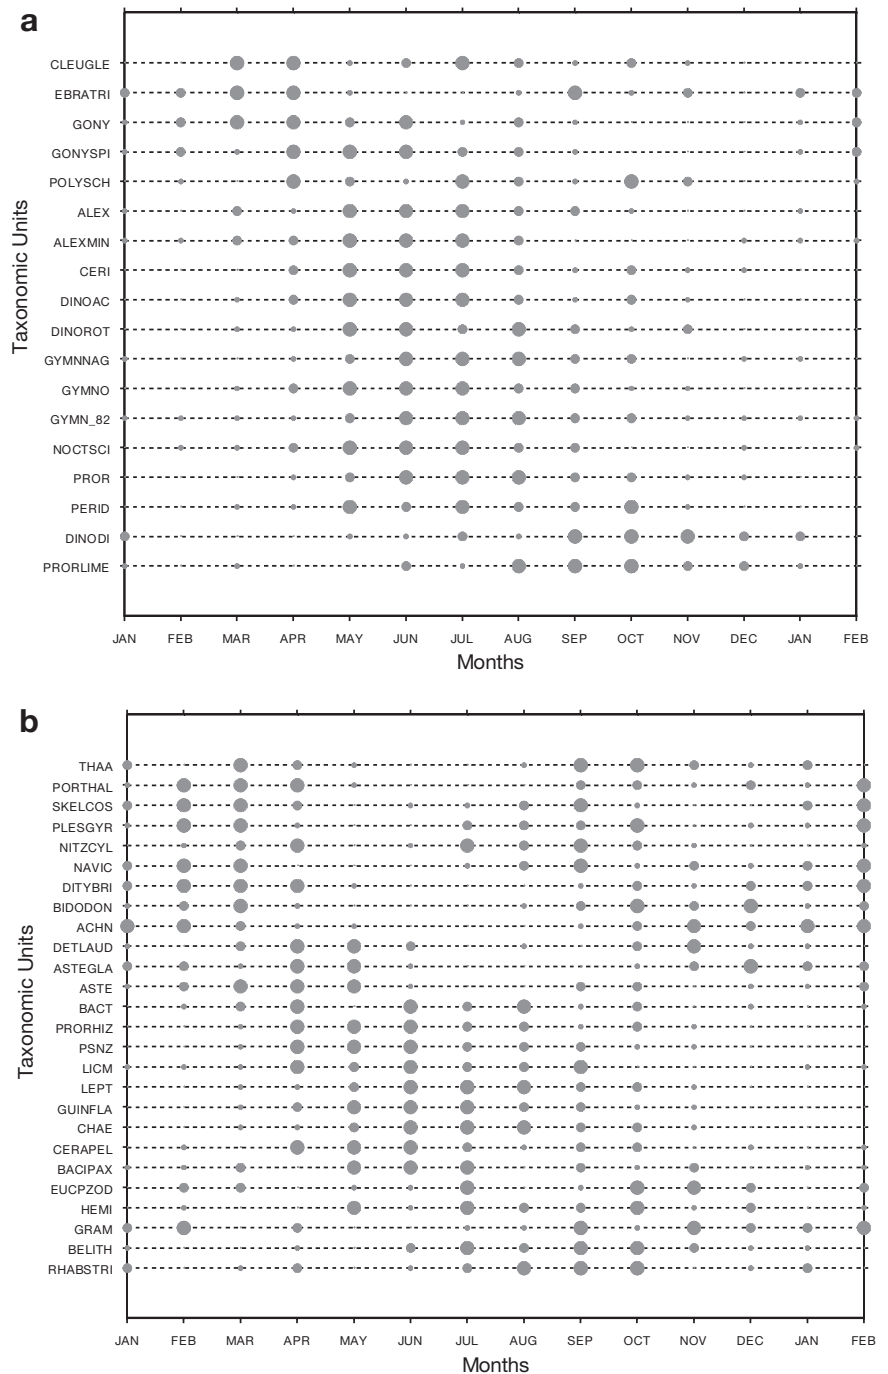 a
CLEUGLE
EBRATRI
GONY
GONYSPI
POLYSCH
ALEX
ALEXMIN
CERI
DINOAC
DINOROT
GYMNNAG
GYMNO
GYMN_82
NOCTSCI
PROR
PERID
DINODI
PRORLIME
Taxonomic Units
JAN FEB MAR APR MAY JUN JUL AUG SEP OCT NOV DEC JAN FEB
Months
b
THAA
PORTHAL
SKELCOS
PLESGYR
NITZCYL
NAVIC
DITYBRI
BIDODON
ACHN
DETLAUD
ASTEGLA
ASTE
BACT
PRORHIZ
PSNZ
LICM
LEPT
GUINFLA
CHAE
CERAPEL
BACIPAX
EUCPZOD
HEMI
GRAM
BELITH
RHABSTRI
Taxonomic Units
JAN FEB MAR APR MAY JUN JUL AUG SEP OCT NOV DEC JAN FEB
Months